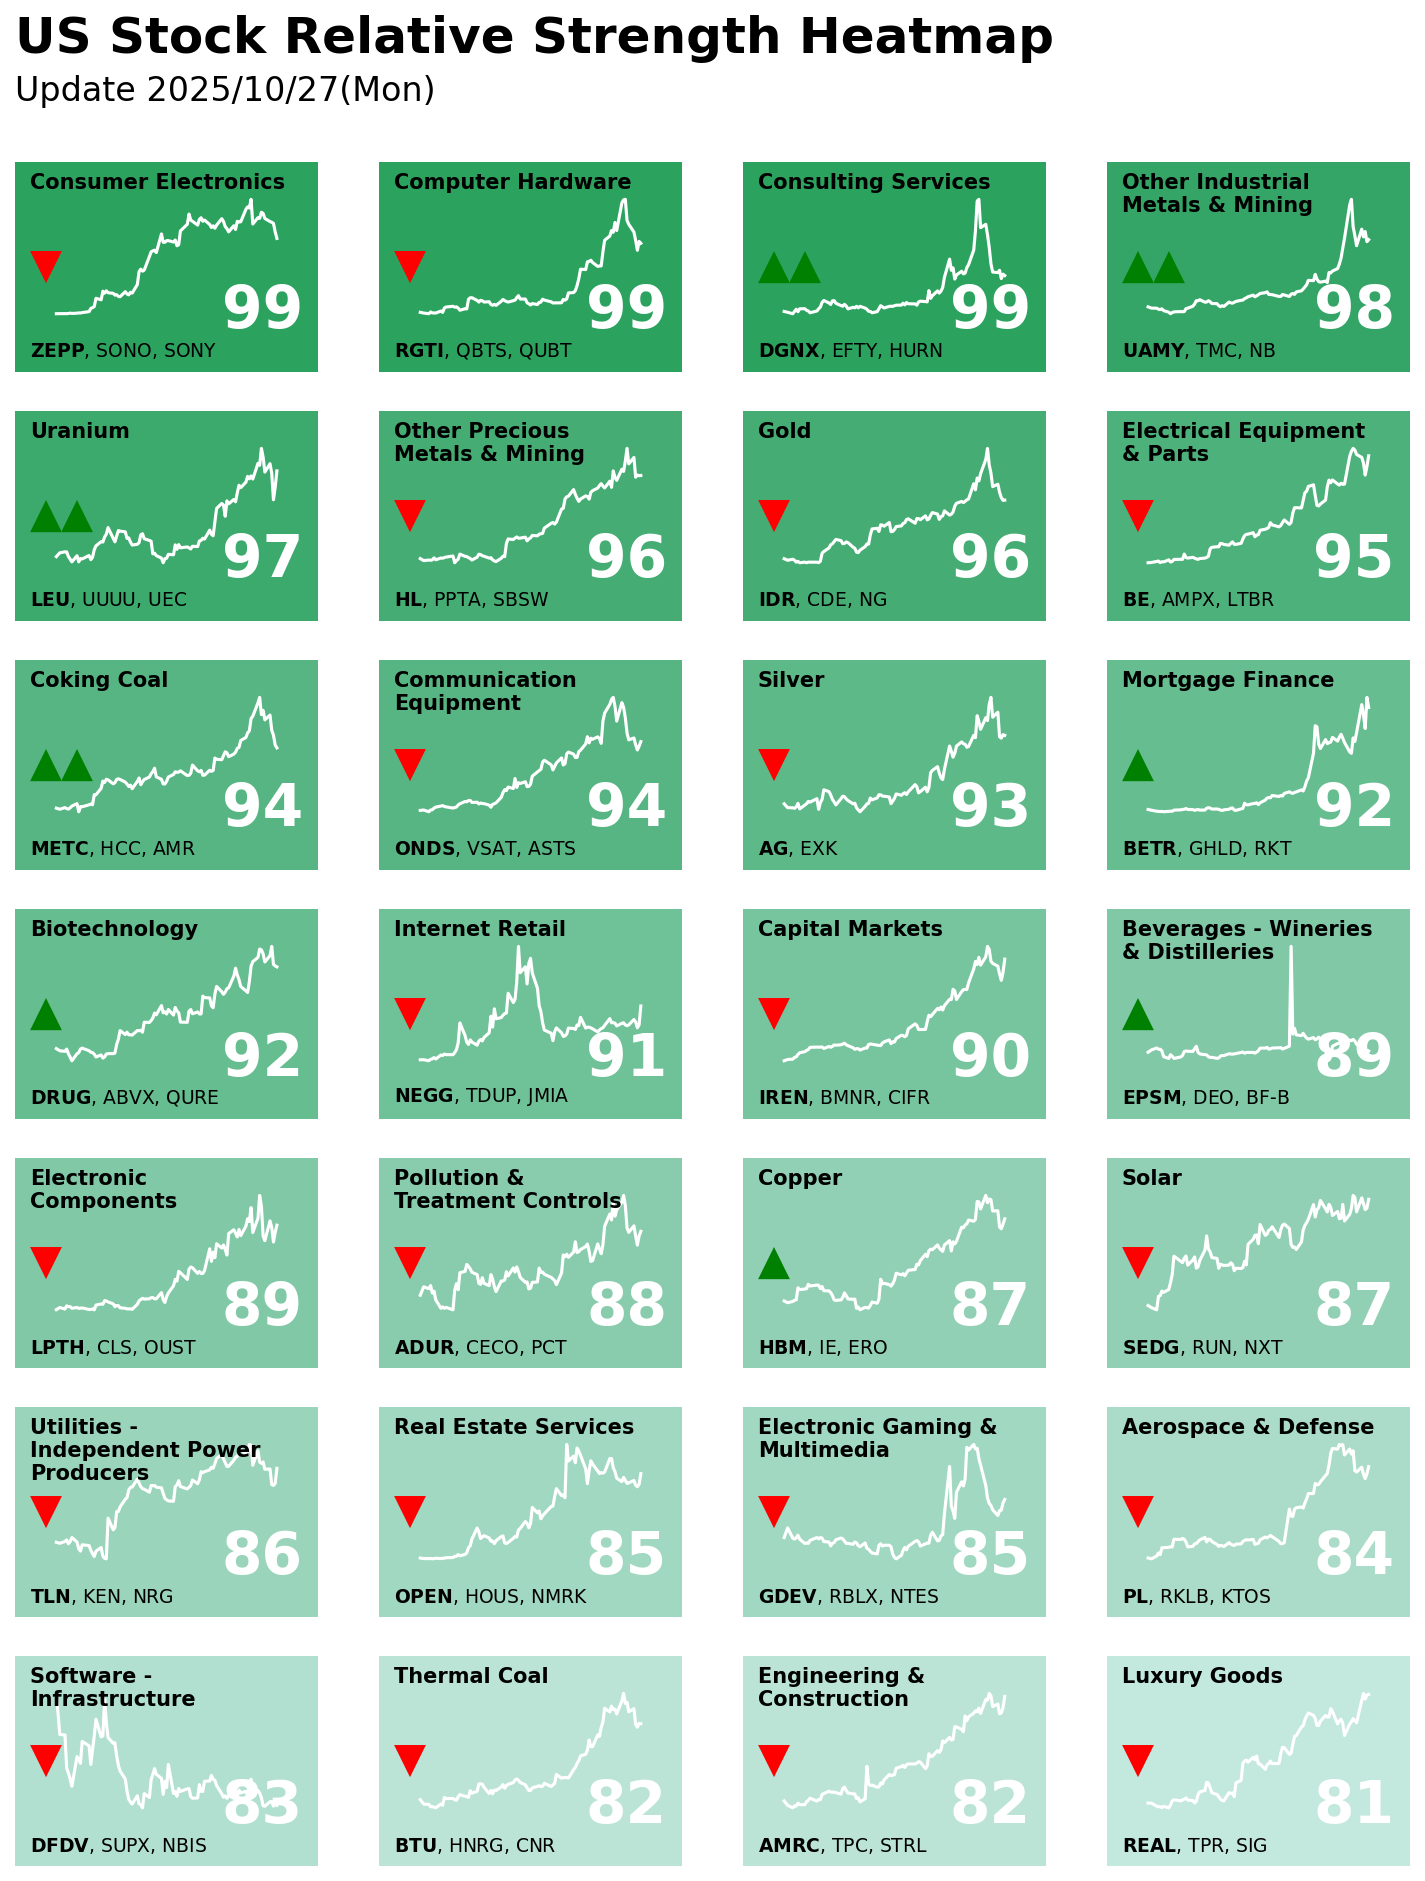 US Stock Relative Strength Heatmap
Update 2025/10/27(Mon)
Consumer Electronics
99
ZEPP, SONO, SONY
Computer Hardware
99
RGTI, QBTS, QUBT
Consulting Services
99
DGNX, EFTY, HURN
Other Industrial
Metals & Mining
98
UAMY, TMC, NB
Uranium
97
LEU, UUUU, UEC
Other Precious
Metals & Mining
96
HL, PPTA, SBSW
Gold
96
IDR, CDE, NG
Electrical Equipment
& Parts
95
BE, AMPX, LTBR
Coking Coal
94
METC, HCC, AMR
Communication
Equipment
94
ONDS, VSAT, ASTS
Silver
93
AG, EXK
Mortgage Finance
92
BETR, GHLD, RKT
Biotechnology
92
DRUG, ABVX, QURE
Internet Retail
91
NEGG, TDUP, JMIA
Capital Markets
90
IREN, BMNR, CIFR
Beverages - Wineries
& Distilleries
89
EPSM, DEO, BF-B
Electronic
Components
89
LPTH, CLS, OUST
Pollution &
Treatment Controls
88
ADUR, CECO, PCT
Copper
87
HBM, IE, ERO
Solar
87
SEDG, RUN, NXT
Utilities -
Independent Power
Producers
86
TLN, KEN, NRG
Real Estate Services
85
OPEN, HOUS, NMRK
Electronic Gaming &
Multimedia
85
GDEV, RBLX, NTES
Aerospace & Defense
84
PL, RKLB, KTOS
Software -
Infrastructure
83
DFDV, SUPX, NBIS
Thermal Coal
82
BTU, HNRG, CNR
Engineering &
Construction
82
AMRC, TPC, STRL
Luxury Goods
81
REAL, TPR, SIG